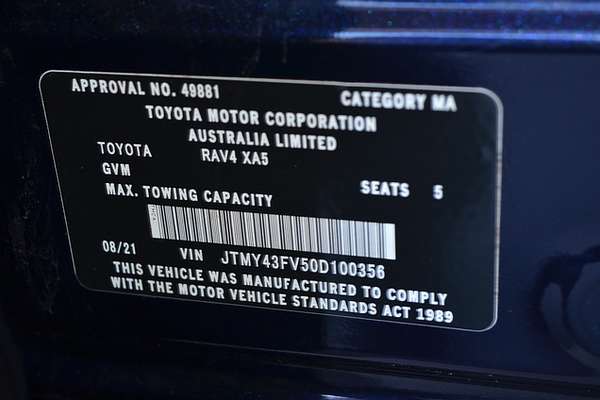 APPROVAL NO. 49881 CATEGORY MA
TOYOTA MOTOR CORPORATION
AUSTRALIA LIMITED
TOYOTA RAV4 XA5
GVM
MAX. TOWING CAPACITY SEATS 5
08/21 VIN JTMY43FV50D100356
THIS VEHICLE WAS MANUFACTURED TO COMPLY
WITH THE MOTOR VEHICLE STANDARDS ACT 1989